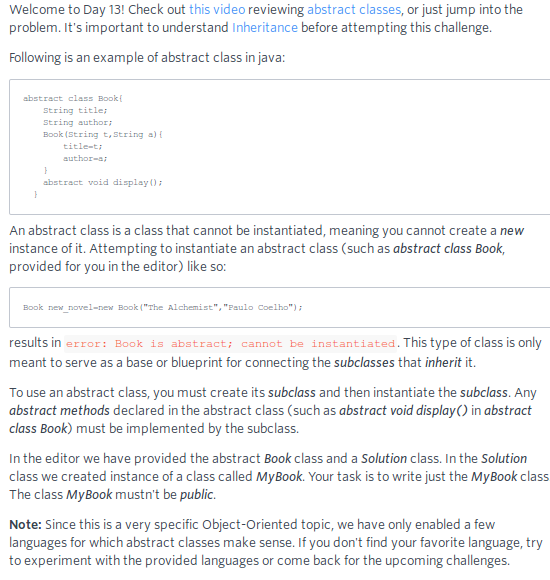 Welcome to Day 13! Check out this video reviewing abstract classes, or just jump into the
problem. It's important to understand Inheritance before attempting this challenge.
Following is an example of abstract class in java:
abstract class Book{
String title;
String author;
Book(String t,String a){
title=t;
author=a;
}
abstract void display();
}
An abstract class is a class that cannot be instantiated, meaning you cannot create a new
instance of it. Attempting to instantiate an abstract class (such as abstract class Book,
provided for you in the editor) like so:
Book new_novel=new Book("The Alchemist","Paulo Coelho");
results in error: Book is abstract; cannot be instantiated. This type of class is only
meant to serve as a base or blueprint for connecting the subclasses that inherit it.
To use an abstract class, you must create its subclass and then instantiate the subclass. Any
abstract methods declared in the abstract class (such as abstract void display() in abstract
class Book) must be implemented by the subclass.
In the editor we have provided the abstract Book class and a Solution class. In the Solution
class we created instance of a class called MyBook. Your task is to write just the MyBook class
The class MyBook mustn't be public.
Note: Since this is a very specific Object-Oriented topic, we have only enabled a few
languages for which abstract classes make sense. If you don't find your favorite language, try
to experiment with the provided languages or come back for the upcoming challenges.